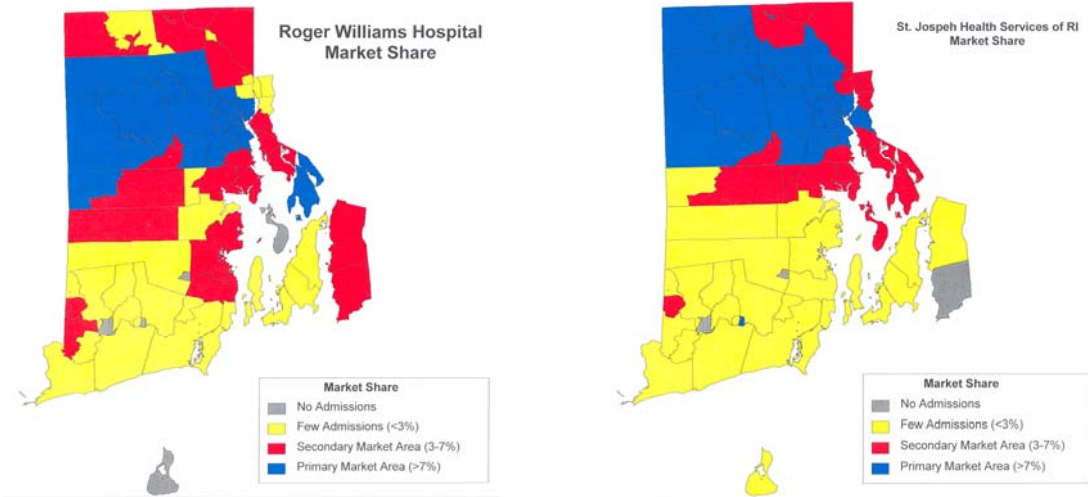 Roger Williams Hospital
Market Share
Market Share
No Admissions
Few Admissions (<3%)
Secondary Market Area (3-7%)
Primary Market Area (>7%)
St. Jospeh Health Services of RI
Market Share
Market Share
No Admissions
Few Admissions (<3%)
Secondary Market Area (3-7%)
Primary Market Area (>7%)